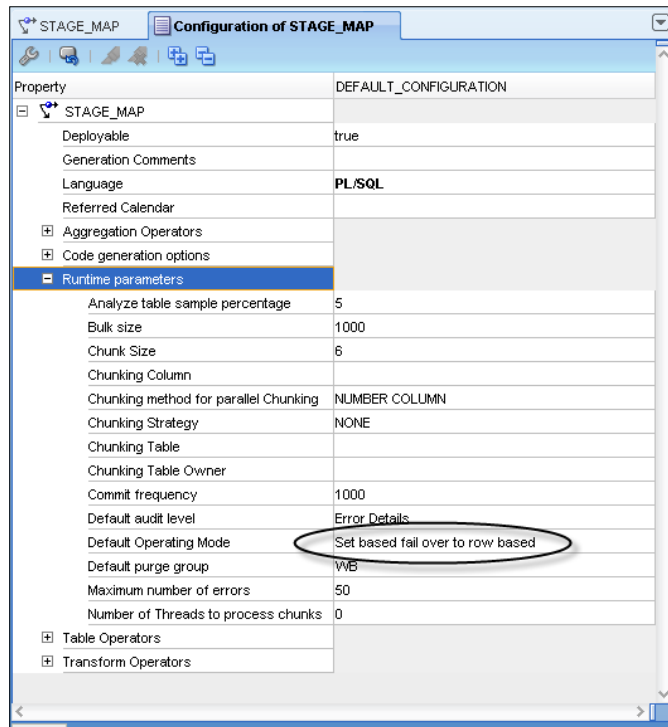 STAGE_MAP Configuration of STAGE_MAP
Property DEFAULT_CONFIGURATION
STAGE_MAP
Deployable true
Generation Comments
Language PL/SQL
Referred Calendar
Aggregation Operators
Code generation options
Runtime parameters
Analyze table sample percentage 5
Bulk size 1000
Chunk Size 6
Chunking Column
Chunking method for parallel Chunking NUMBER COLUMN
Chunking Strategy NONE
Chunking Table
Chunking Table Owner
Commit frequency 1000
Default audit level Error Details
Default Operating Mode Set based fail over to row based
Default purge group WB
Maximum number of errors 50
Number of Threads to process chunks 0
Table Operators
Transform Operators